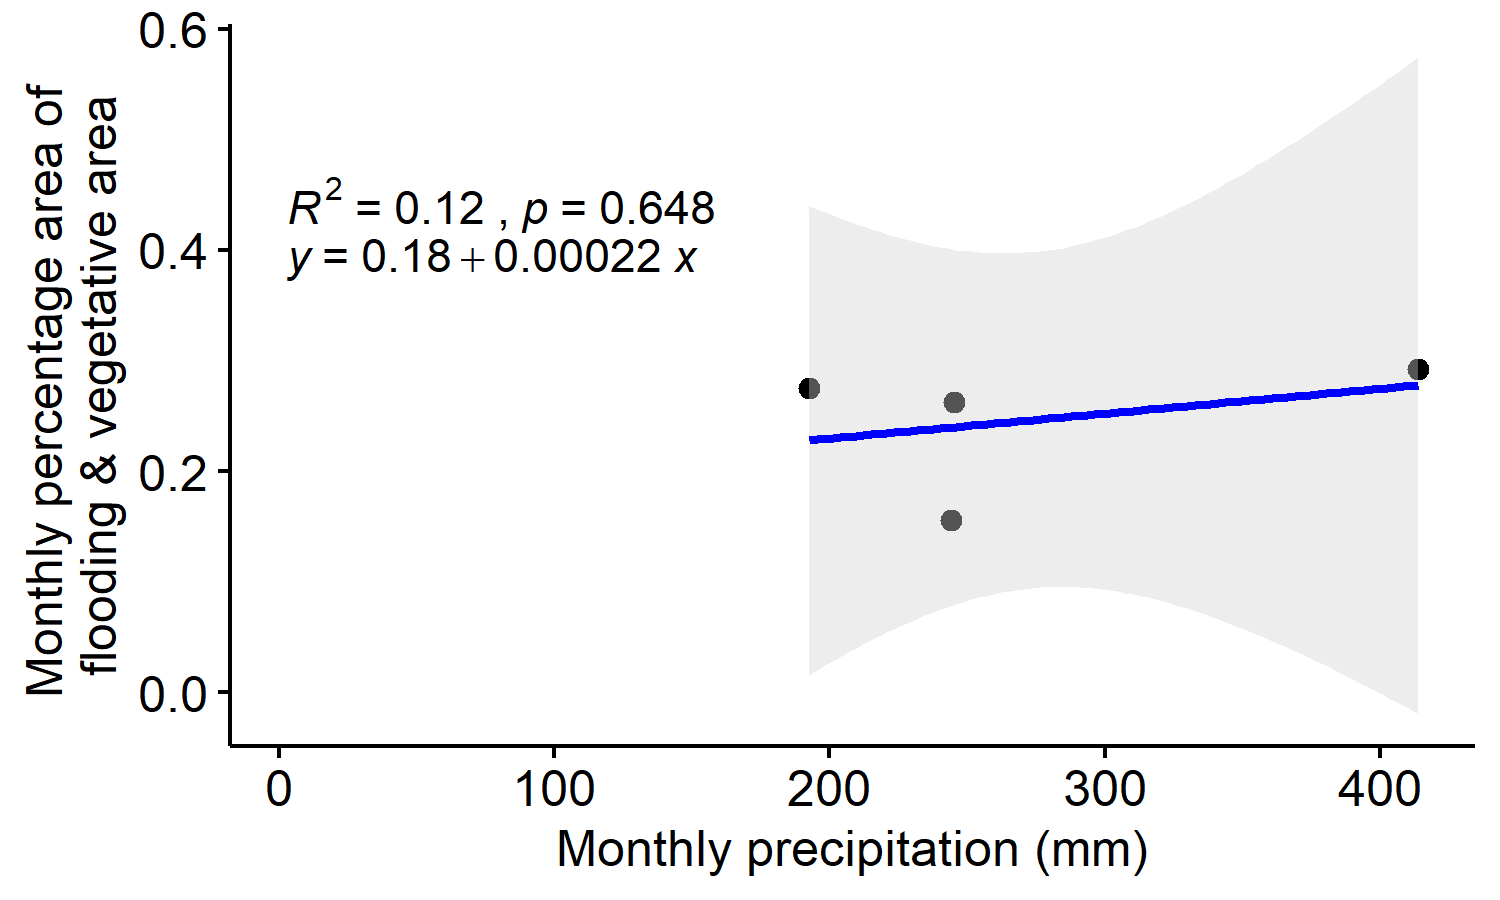 Monthly percentage area of
flooding & vegetative area
0.6
0.4
0.2
0.0
R² = 0.12 , p = 0.648
y = 0.18 + 0.00022 x
0 100 200 300 400
Monthly precipitation (mm)